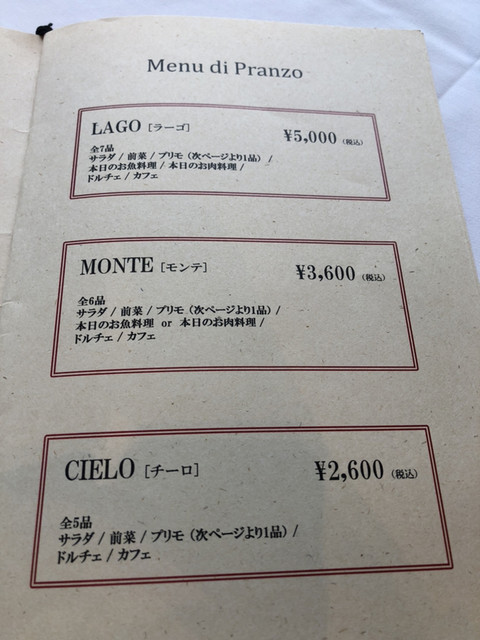 Menu di Pranzo
LAGO [ラーゴ] ¥5,000 (税込)
全7品
サラダ / 前菜 / プリモ (次ページより1品) /
本日のお魚料理 / 本日のお肉料理 /
ドルチェ / カフェ
MONTE [モンテ] ¥3,600 (税込)
全6品
サラダ / 前菜 / プリモ (次ページより1品) /
本日のお魚料理 or 本日のお肉料理 /
ドルチェ / カフェ
CIELO [チーロ] ¥2,600 (税込)
全5品
サラダ / 前菜 / プリモ (次ページより1品) /
ドルチェ / カフェ